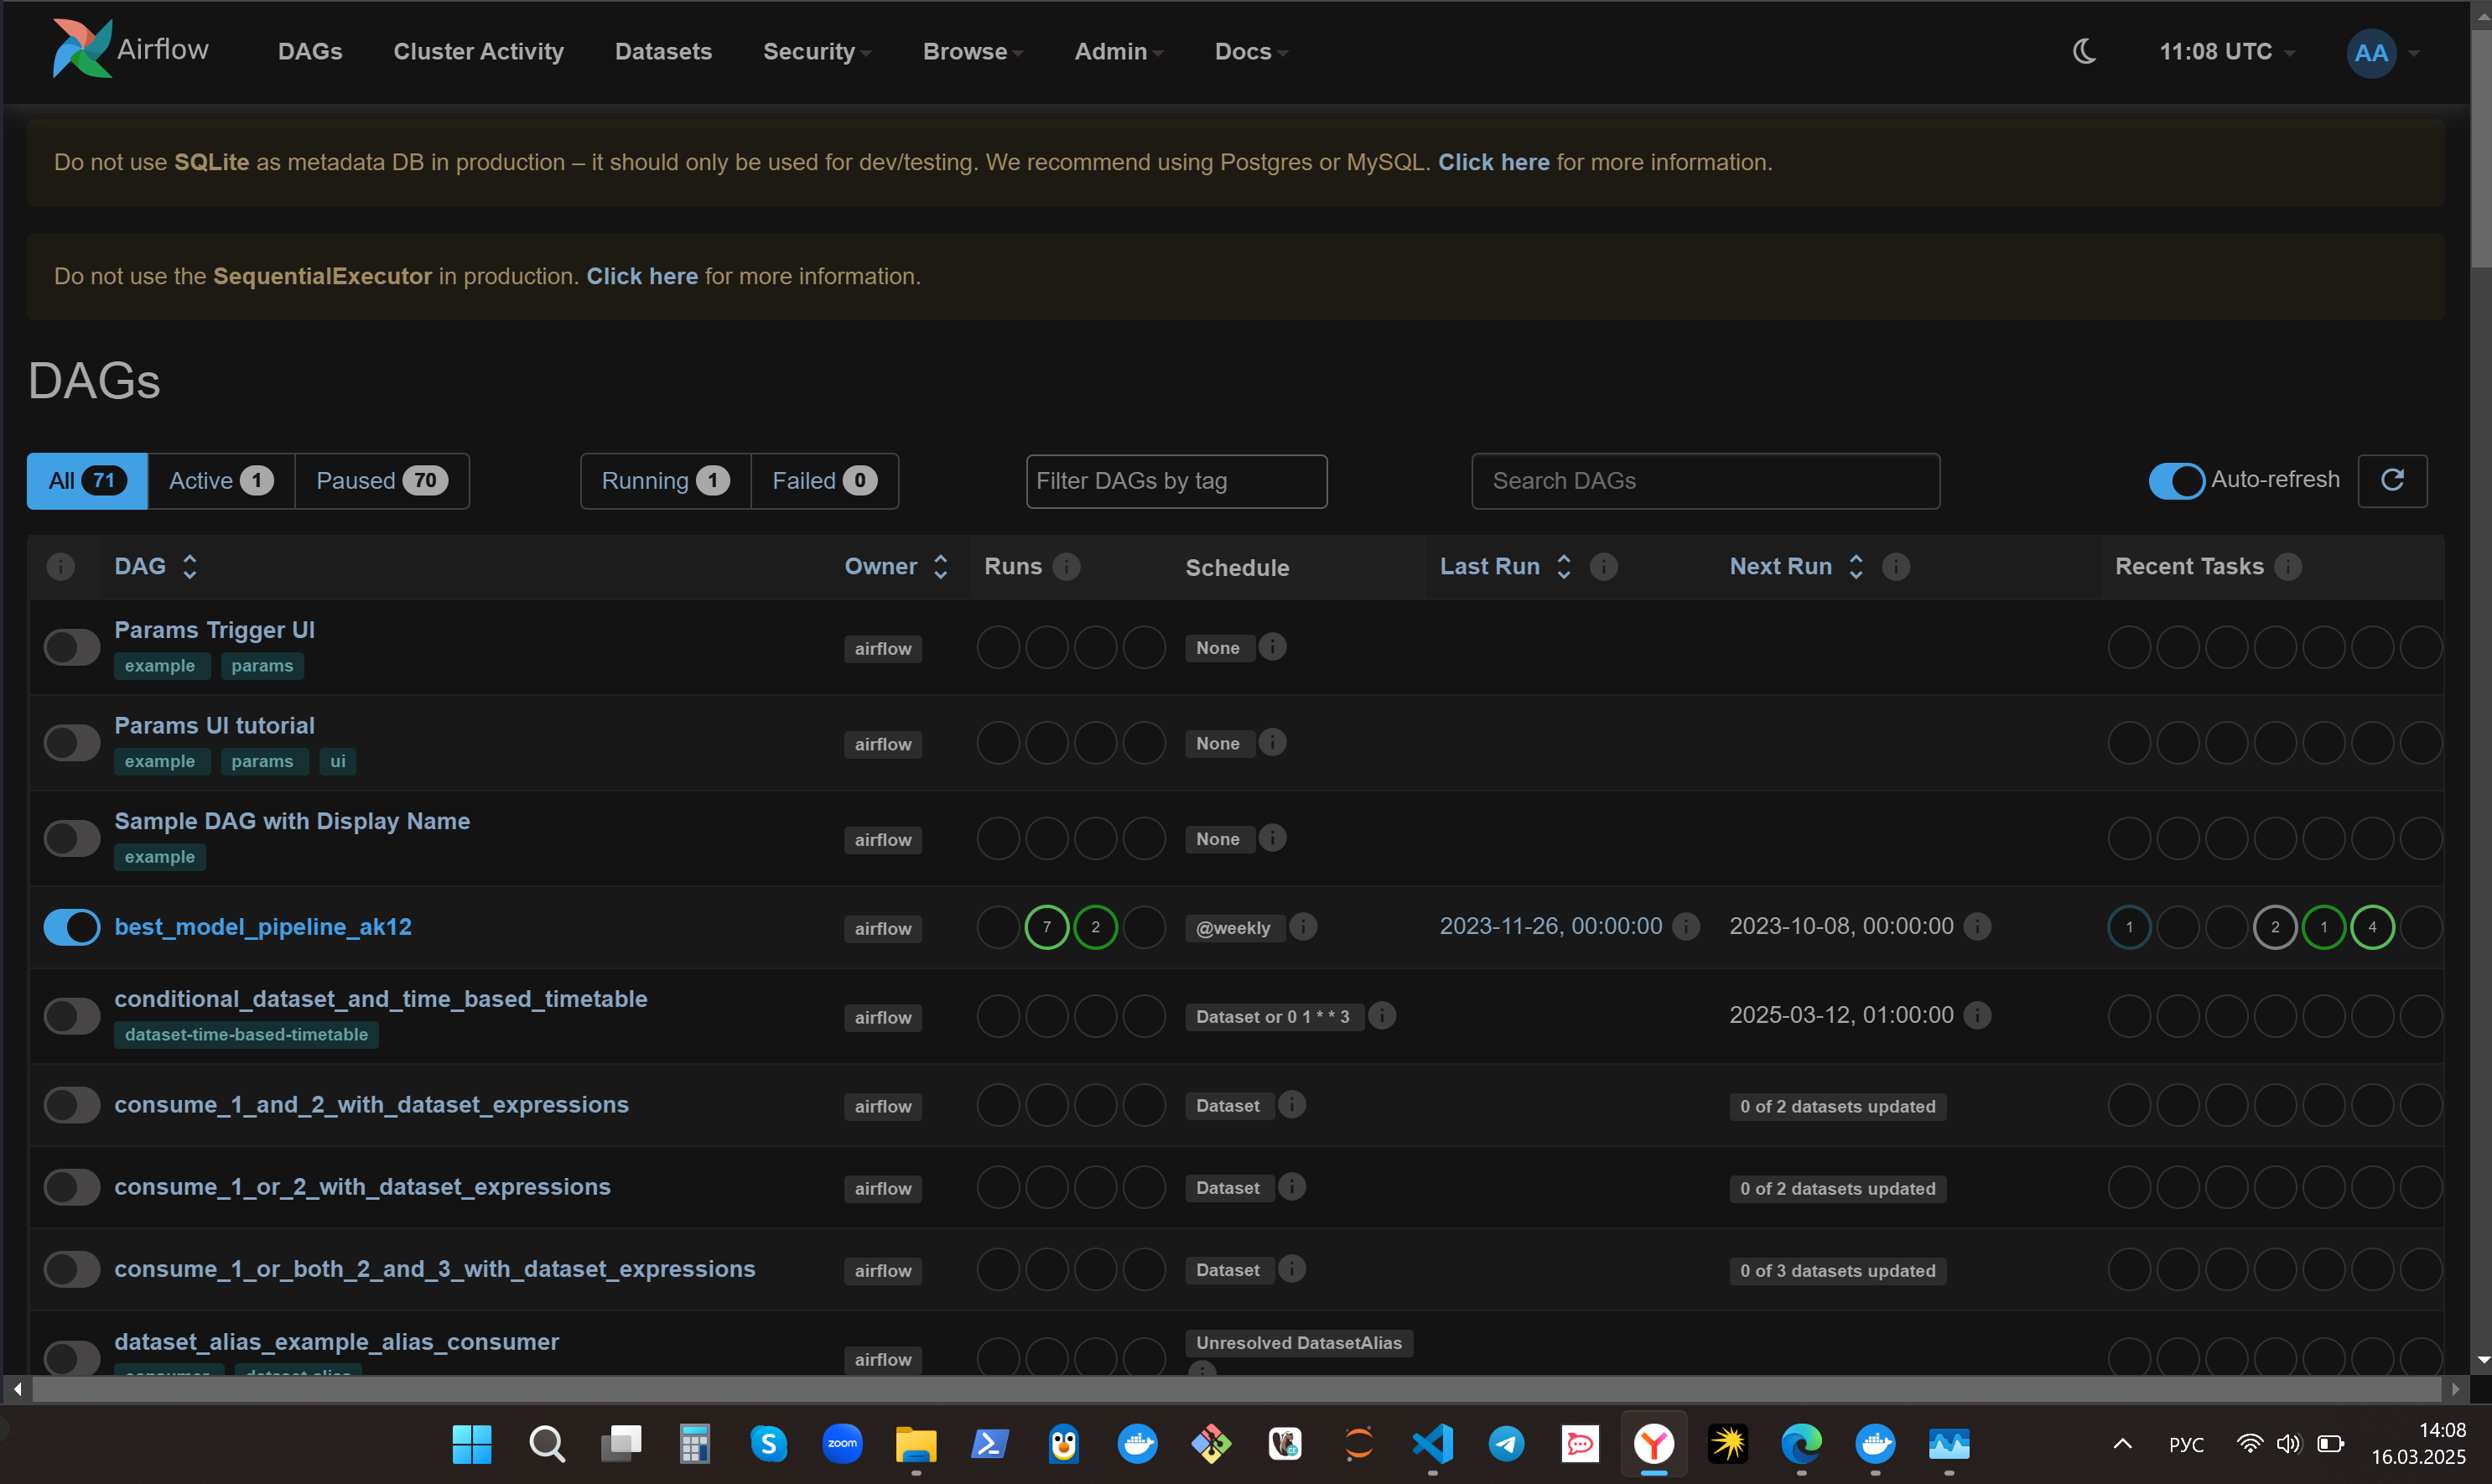 Airflow
DAGs Cluster Activity Datasets Security Browse Admin Docs 11:08 UTC AA
Do not use SQLite as metadata DB in production – it should only be used for dev/testing. We recommend using Postgres or MySQL. Click here for more information.
Do not use the SequentialExecutor in production. Click here for more information.
DAGs
All 71 Active 1 Paused 70 Running 1 Failed 0 Filter DAGs by tag Search DAGs Auto-refresh
DAG Owner Runs Schedule Last Run Next Run Recent Tasks
Params Trigger UI
example params
airflow None
Params UI tutorial
example params ui
airflow None
Sample DAG with Display Name
example
airflow None
best_model_pipeline_ak12 airflow 7 2 @weekly 2023-11-26, 00:00:00 2023-10-08, 00:00:00 1 2 1 4
conditional_dataset_and_time_based_timetable
dataset-time-based-timetable
airflow Dataset or 0 1 * * 3 2025-03-12, 01:00:00
consume_1_and_2_with_dataset_expressions airflow Dataset 0 of 2 datasets updated
consume_1_or_2_with_dataset_expressions airflow Dataset 0 of 2 datasets updated
consume_1_or_both_2_and_3_with_dataset_expressions airflow Dataset 0 of 3 datasets updated
dataset_alias_example_alias_consumer
consumer dataset-alias
airflow Unresolved DatasetAlias
zoom
РУС
14:08
16.03.2025